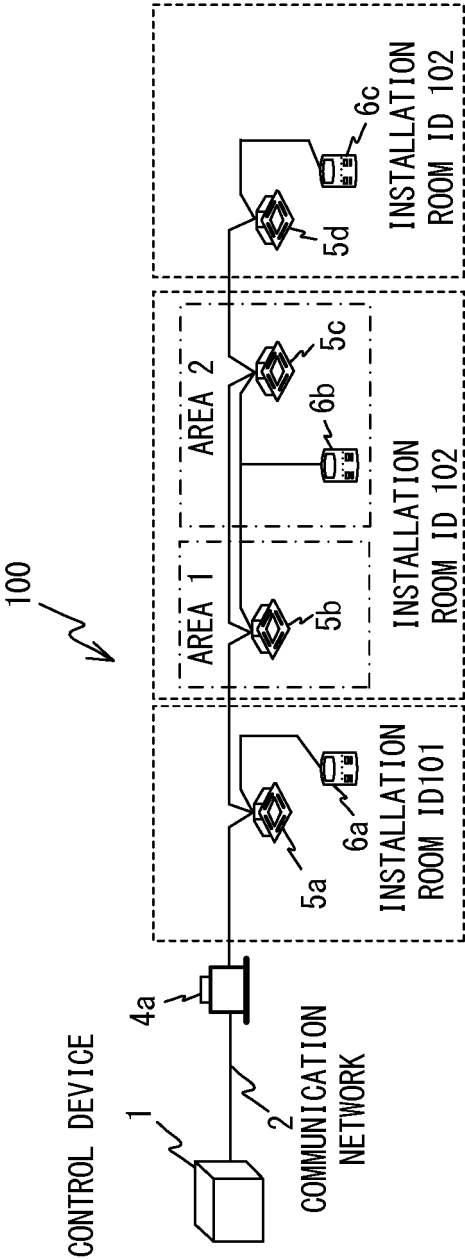 100
CONTROL DEVICE
1
2
COMMUNICATION
NETWORK
4a
5a
6a
INSTALLATION
ROOM ID101
AREA 1
5b
AREA 2
6b
5c
INSTALLATION
ROOM ID 102
5d
6c
INSTALLATION
ROOM ID 102